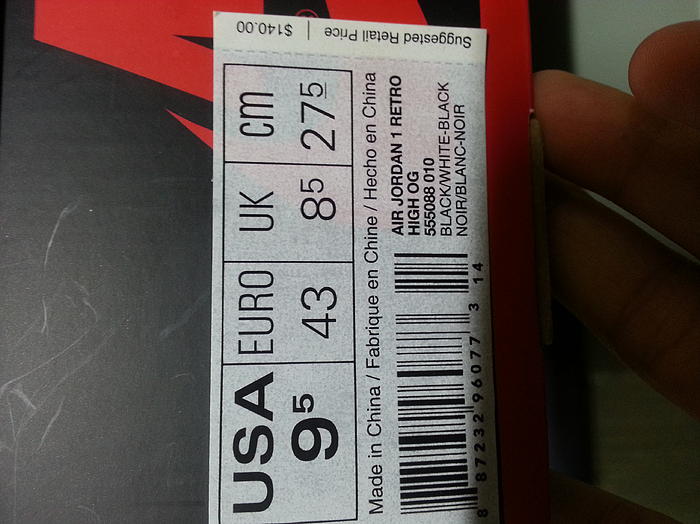 Suggested Retail Price | $140.00
USA EURO UK cm
9⁵ 43 8⁵ 27⁵
Made in China / Fabrique en Chine / Hecho en China
AIR JORDAN 1 RETRO
HIGH OG
555088 010
BLACK/WHITE-BLACK
NOIR/BLANC-NOIR
8 87232 96077 3 14